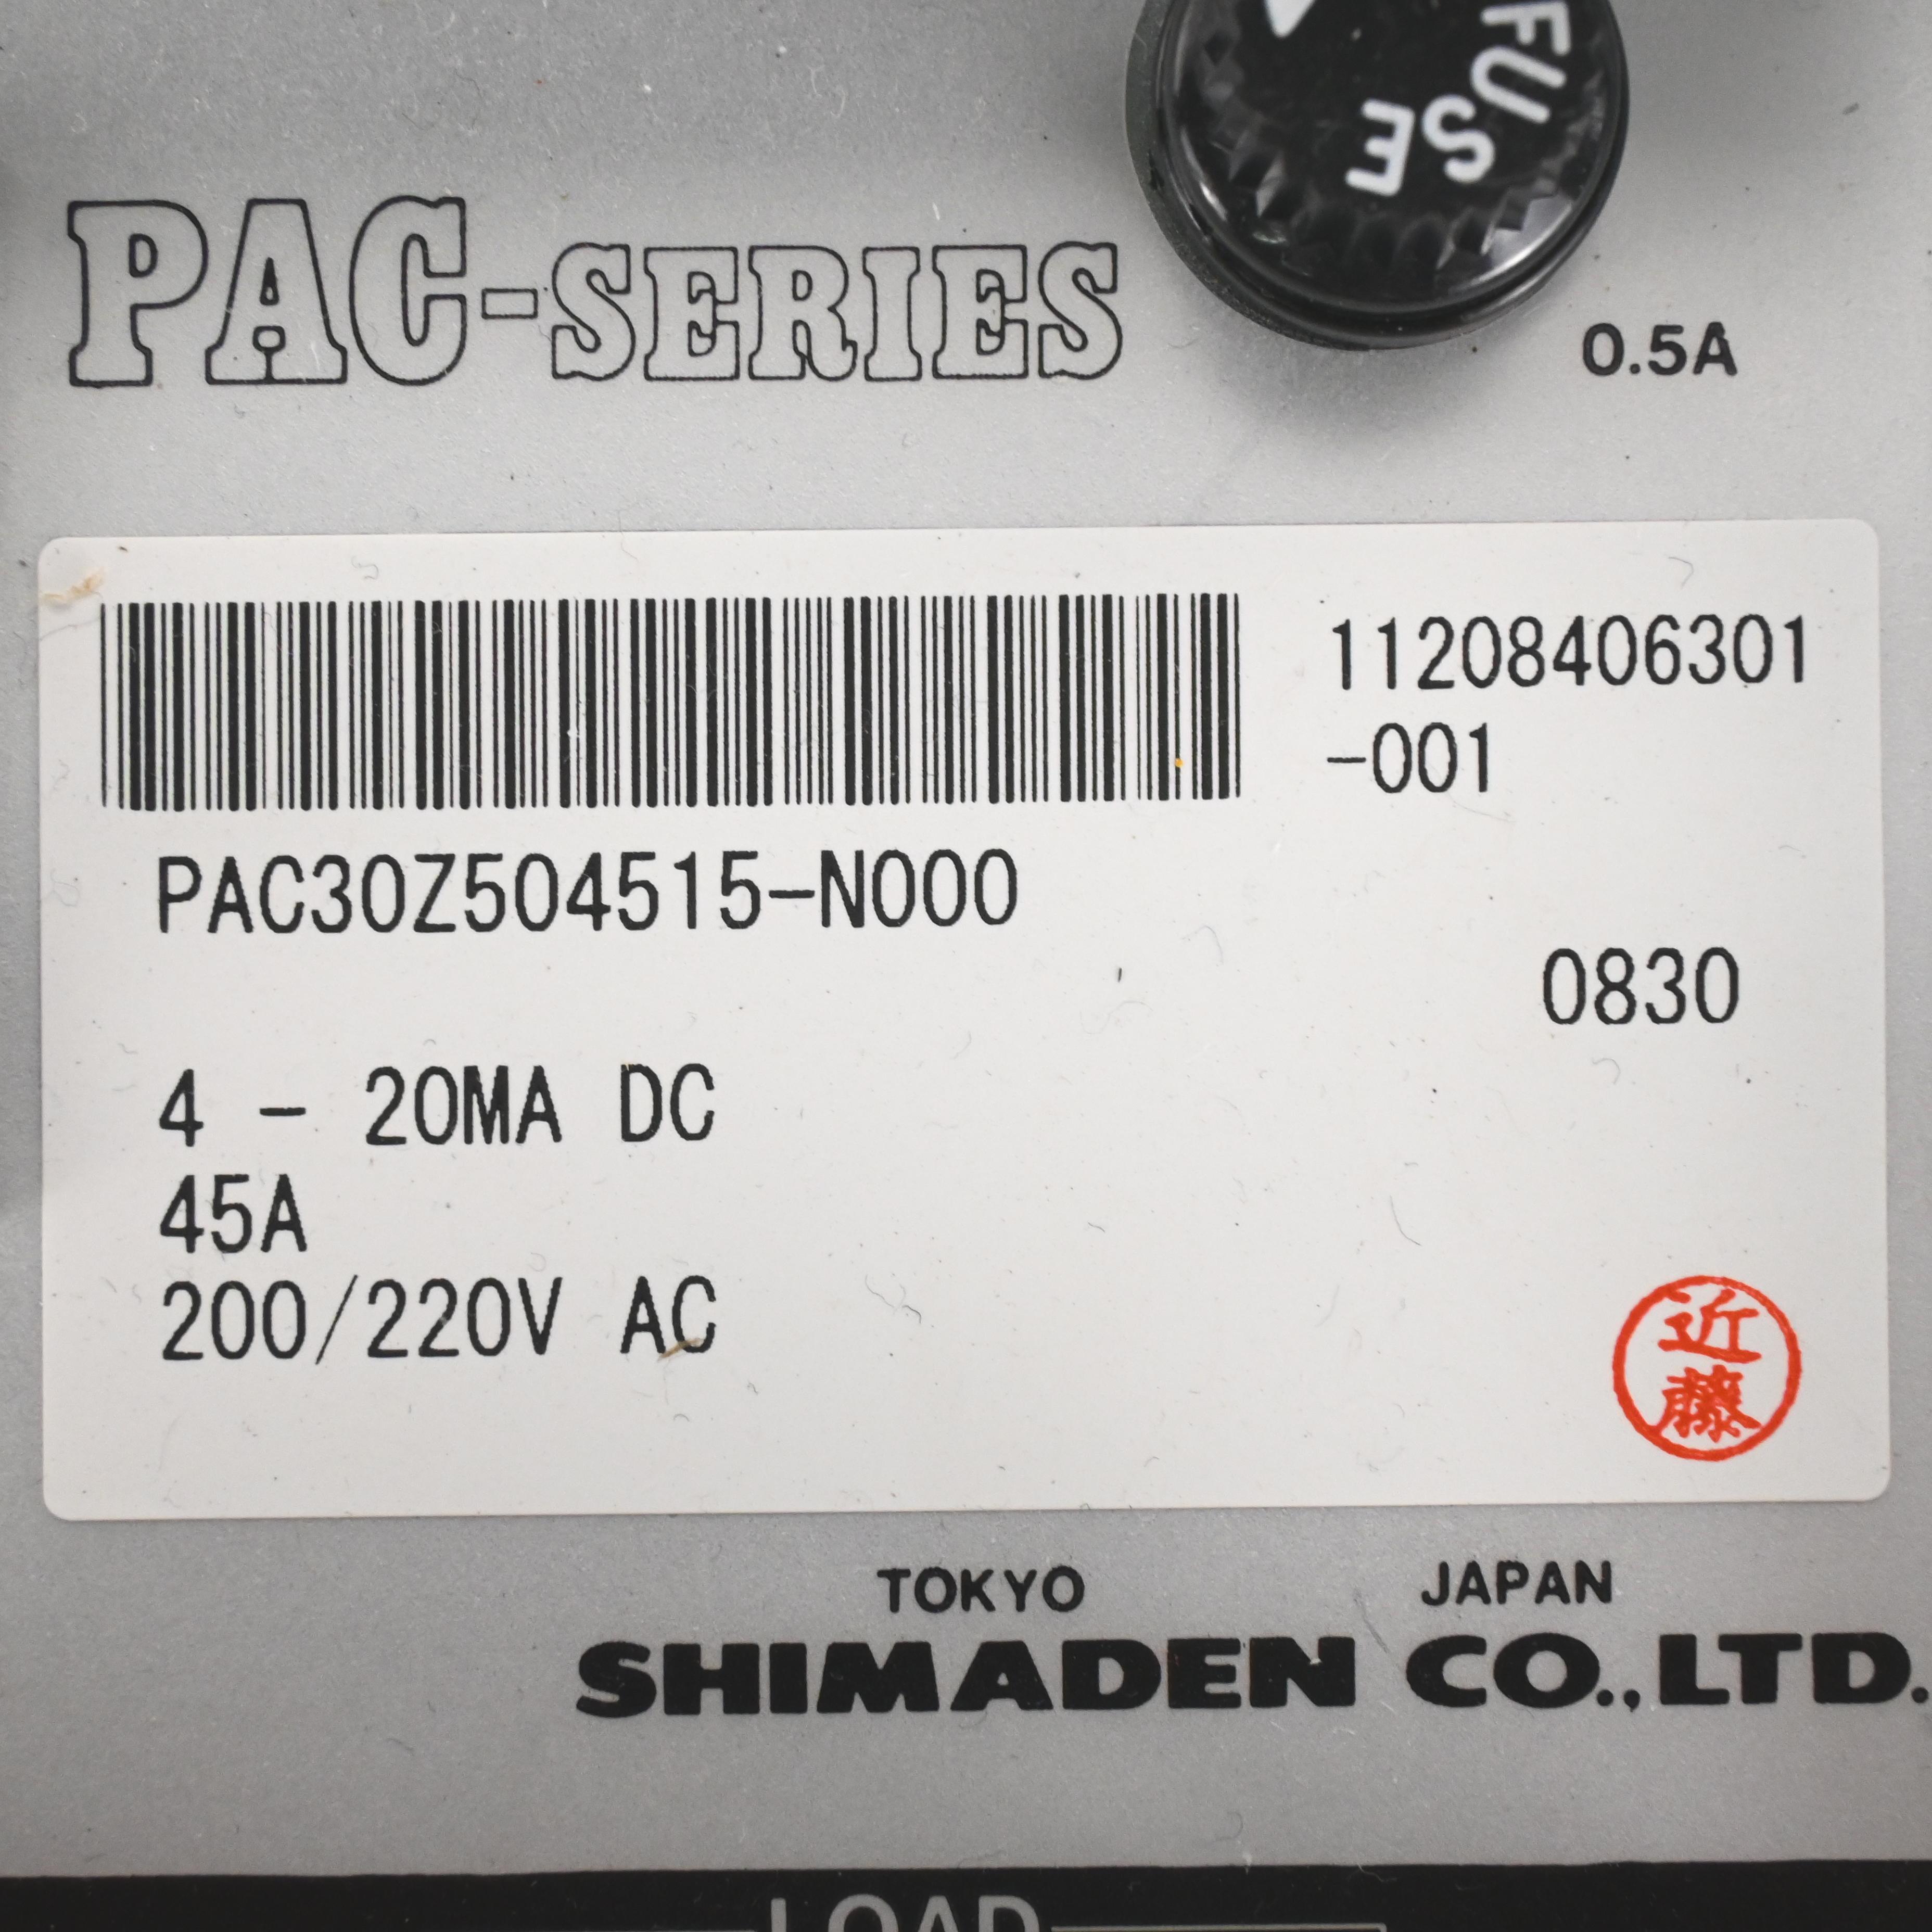 FUSE
PAC-SERIES
0.5A
11208406301
-001
PAC30Z504515-N000
0830
4 - 20MA DC
45A
200/220V AC
近
藤
TOKYO JAPAN
SHIMADEN CO.,LTD.
LOAD